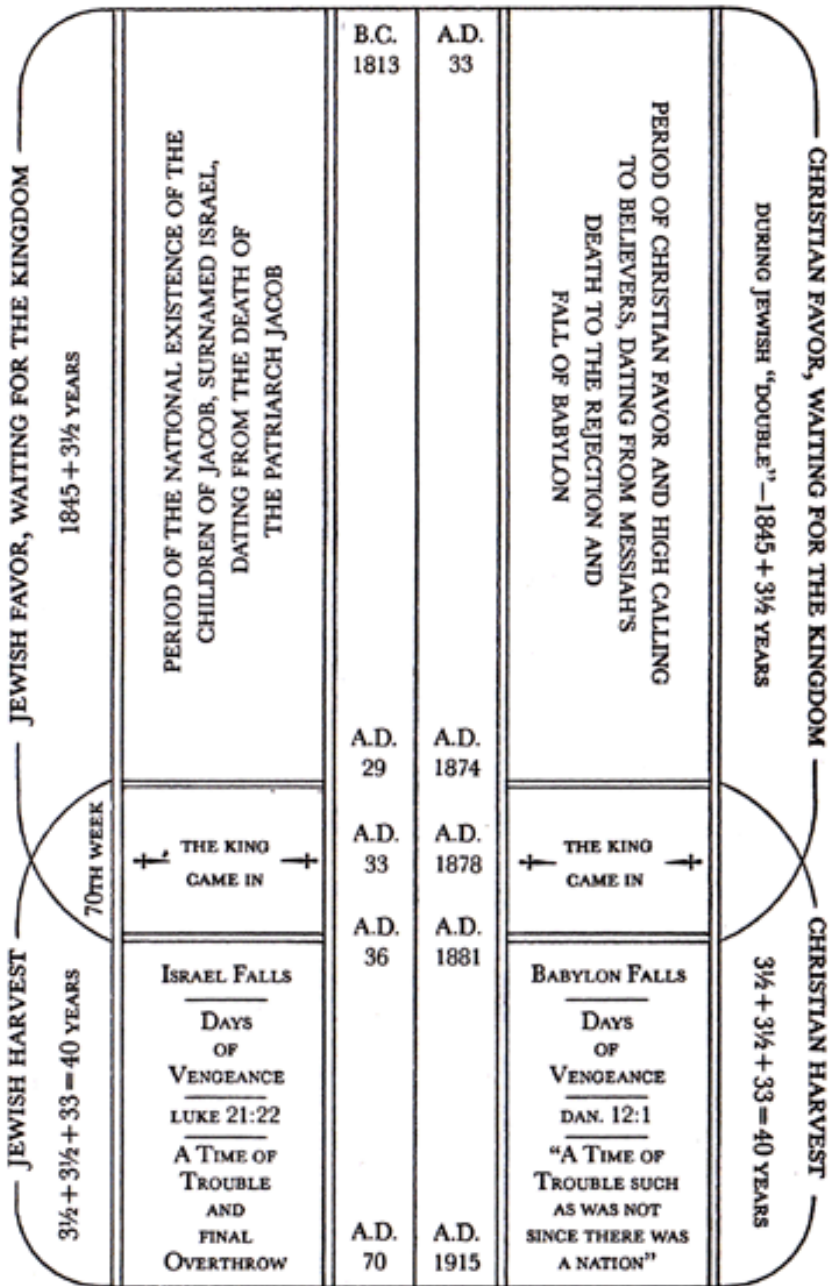 JEWISH FAVOR, WAITING FOR THE KINGDOM
1845 + 3½ YEARS
PERIOD OF THE NATIONAL EXISTENCE OF THE
CHILDREN OF JACOB, SURNAMED ISRAEL,
DATING FROM THE DEATH OF
THE PATRIARCH JACOB
B.C.
1813
A.D.
33
PERIOD OF CHRISTIAN FAVOR AND HIGH CALLING
TO BELIEVERS, DATING FROM MESSIAH'S
DEATH TO THE REJECTION AND
FALL OF BABYLON
DURING JEWISH "DOUBLE"—1845 + 3½ YEARS
CHRISTIAN FAVOR, WAITING FOR THE KINGDOM
A.D.
29
A.D.
1874
70TH WEEK
THE KING
CAME IN
A.D.
33
A.D.
1878
THE KING
CAME IN
A.D.
36
A.D.
1881
JEWISH HARVEST
3½ + 3½ + 33 = 40 YEARS
ISRAEL FALLS
DAYS
OF
VENGEANCE
LUKE 21:22
A TIME OF
TROUBLE
AND
FINAL
OVERTHROW
A.D.
70
A.D.
1915
BABYLON FALLS
DAYS
OF
VENGEANCE
DAN. 12:1
"A TIME OF
TROUBLE SUCH
AS WAS NOT
SINCE THERE WAS
A NATION"
3½ + 3½ + 33 = 40 YEARS
CHRISTIAN HARVEST